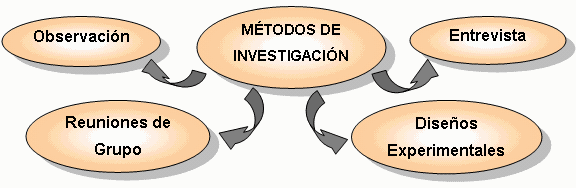 Observación
MÉTODOS DE
INVESTIGACIÓN
Entrevista
Reuniones de
Grupo
Diseños
Experimentales